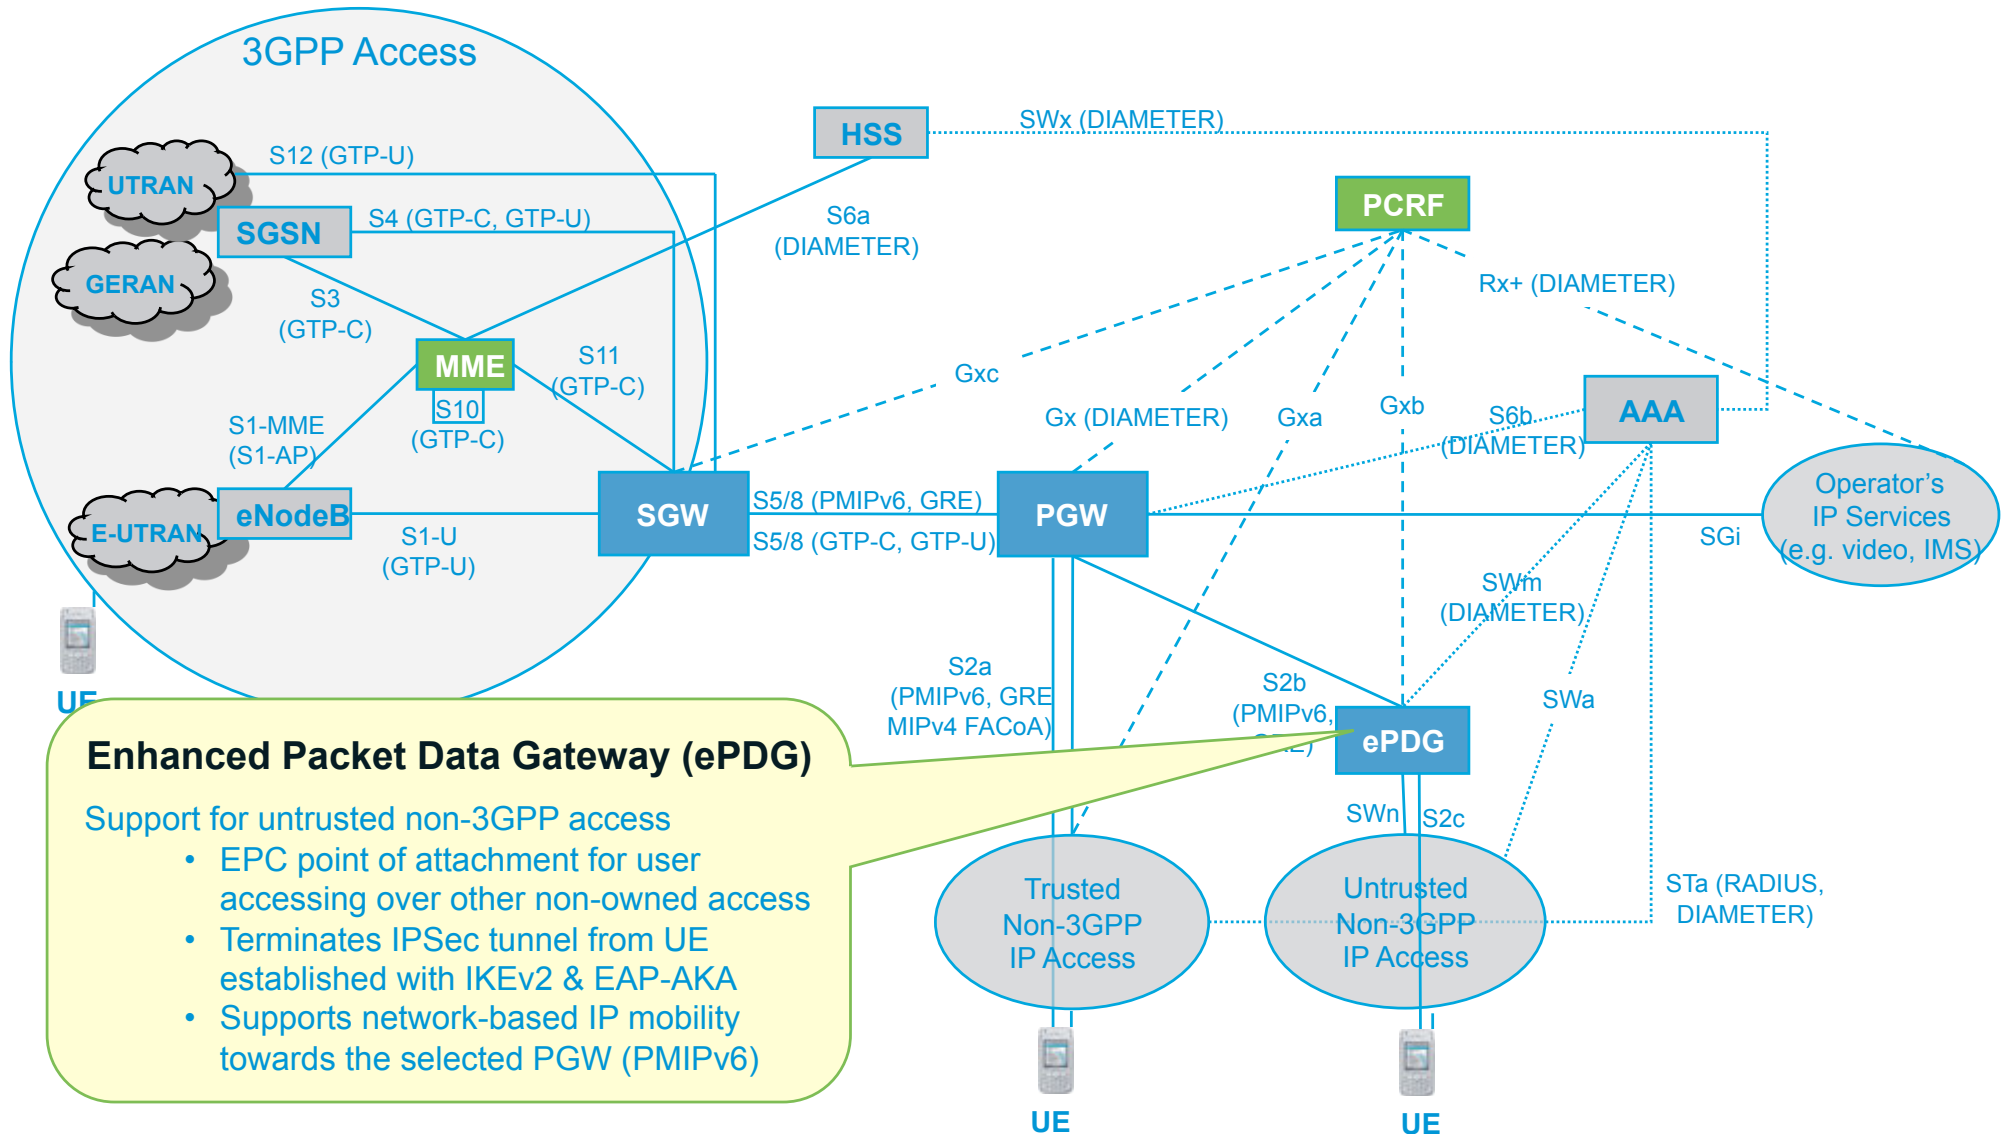 3GPP Access
HSS
SWx (DIAMETER)
S12 (GTP-U)
UTRAN
PCRF
SGSN
S4 (GTP-C, GTP-U)
S6a
(DIAMETER)
GERAN
S3
(GTP-C)
Rx+ (DIAMETER)
MME
S11
(GTP-C)
Gxc
S10
(GTP-C)
Gx (DIAMETER)
Gxa
Gxb
S6b
(DIAMETER)
AAA
S1-MME
(S1-AP)
E-UTRAN
eNodeB
S1-U
(GTP-U)
SGW
S5/8 (PMIPv6, GRE)
S5/8 (GTP-C, GTP-U)
PGW
SGi
Operator's
IP Services
(e.g. video, IMS)
SWm
(DIAMETER)
UE
S2a
(PMIPv6, GRE
MIPv4 FACoA)
S2b
(PMIPv6,
GRE)
SWa
ePDG
SWn
S2c
Enhanced Packet Data Gateway (ePDG)
Support for untrusted non-3GPP access
• EPC point of attachment for user
accessing over other non-owned access
• Terminates IPSec tunnel from UE
established with IKEv2 & EAP-AKA
• Supports network-based IP mobility
towards the selected PGW (PMIPv6)
Trusted
Non-3GPP
IP Access
Untrusted
Non-3GPP
IP Access
STa (RADIUS,
DIAMETER)
UE
UE